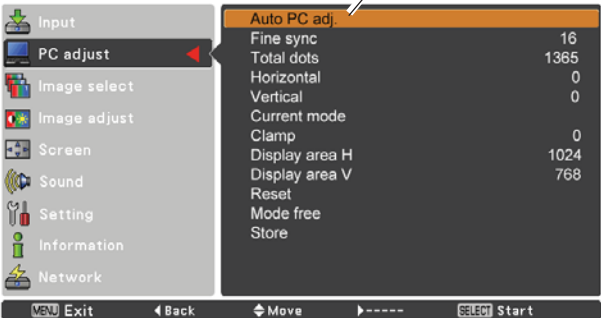 Input
PC adjust
Image select
Image adjust
Screen
Sound
Setting
Information
Network
Auto PC adj.
Fine sync 16
Total dots 1365
Horizontal 0
Vertical 0
Current mode
Clamp 0
Display area H 1024
Display area V 768
Reset
Mode free
Store
MENU Exit Back Move ----- SELECT Start